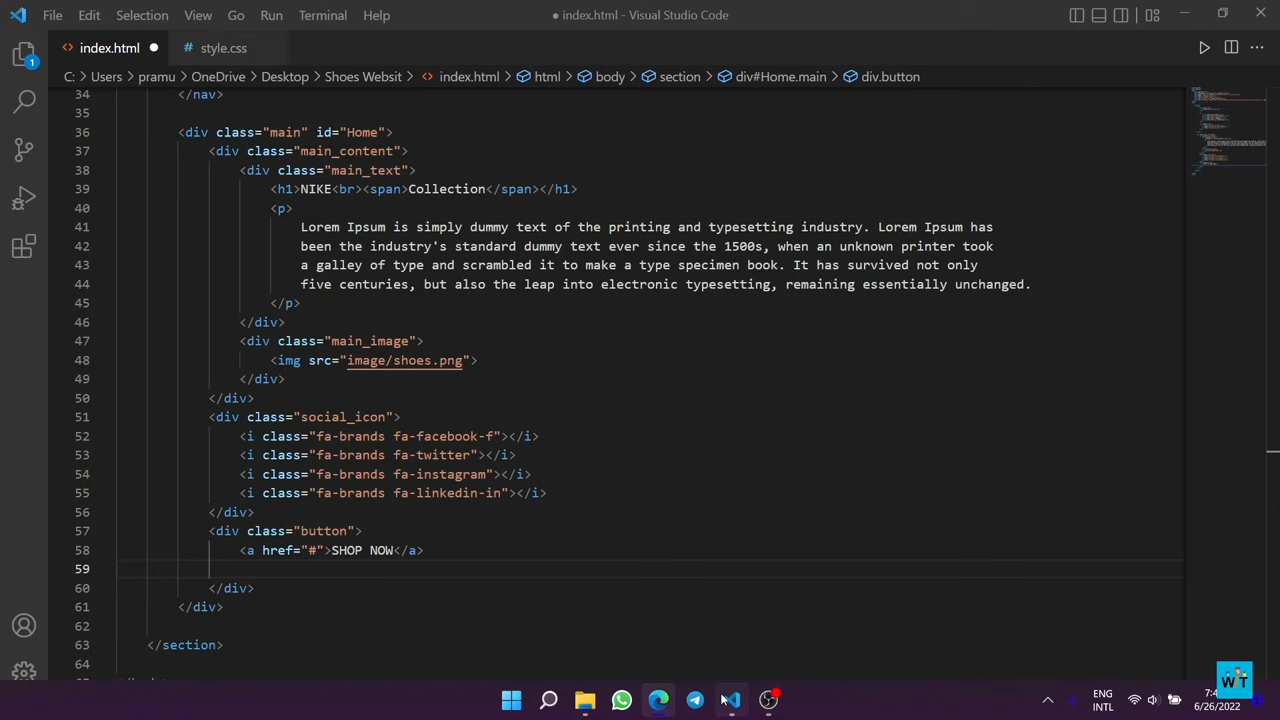 File Edit Selection View Go Run Terminal Help
● index.html - Visual Studio Code
<> index.html ●
# style.css
C: > Users > pramu > OneDrive > Desktop > Shoes Websit > <> index.html > html > body > section > div#Home.main > div.button
1
34 </nav>
35
36 <div class="main" id="Home">
37 <div class="main_content">
38 <div class="main_text">
39 <h1>NIKE<br><span>Collection</span></h1>
40 <p>
41 Lorem Ipsum is simply dummy text of the printing and typesetting industry. Lorem Ipsum has
42 been the industry's standard dummy text ever since the 1500s, when an unknown printer took
43 a galley of type and scrambled it to make a type specimen book. It has survived not only
44 five centuries, but also the leap into electronic typesetting, remaining essentially unchanged.
45 </p>
46 </div>
47 <div class="main_image">
48 <img src="image/shoes.png">
49 </div>
50 </div>
51 <div class="social_icon">
52 <i class="fa-brands fa-facebook-f"></i>
53 <i class="fa-brands fa-twitter"></i>
54 <i class="fa-brands fa-instagram"></i>
55 <i class="fa-brands fa-linkedin-in"></i>
56 </div>
57 <div class="button">
58 <a href="#">SHOP NOW</a>
59
60 </div>
61 </div>
62
63 </section>
64
WT
ENG
INTL
6/26/2022